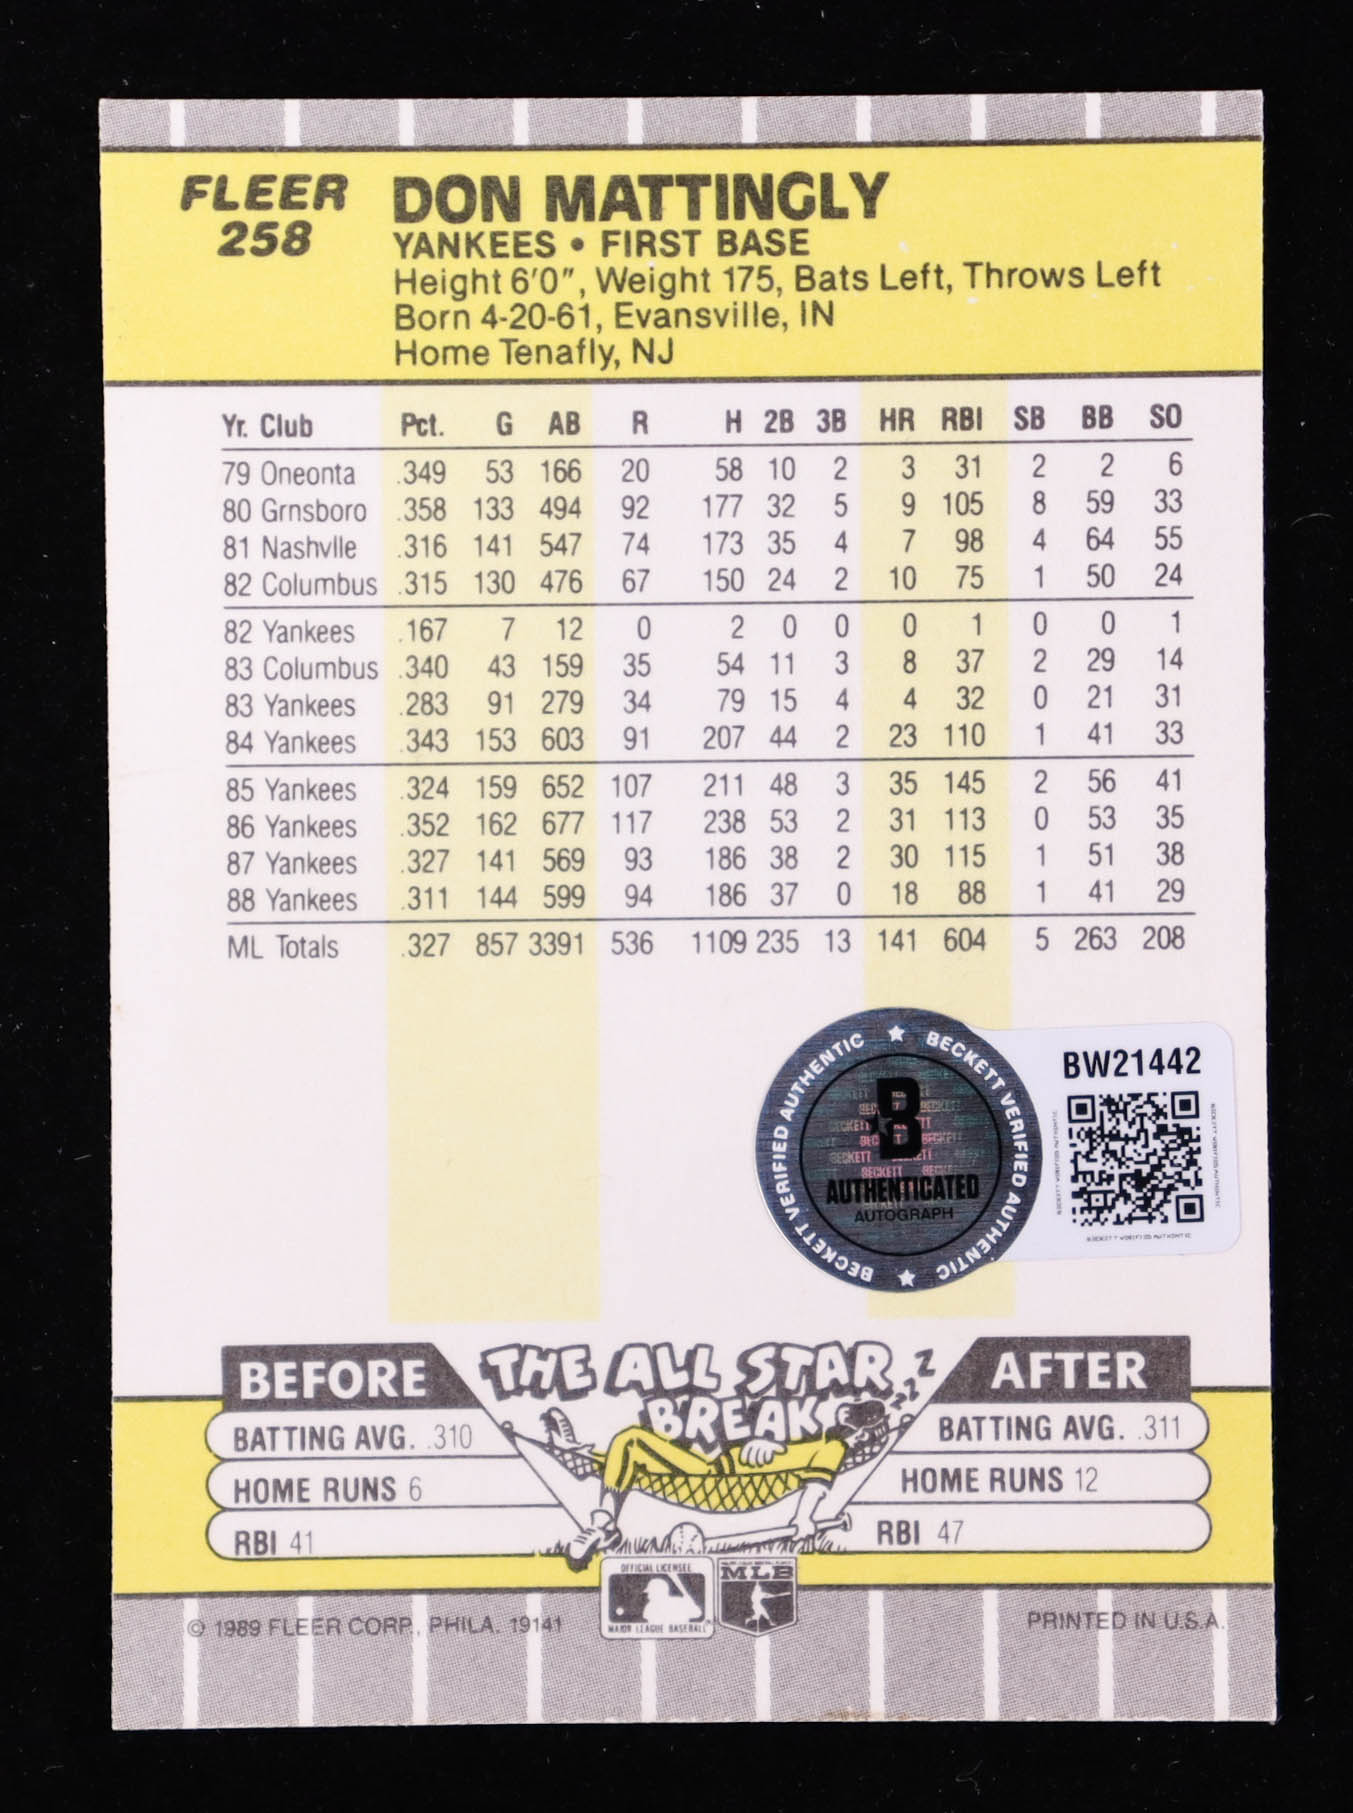 FLEER
258
DON MATTINGLY
YANKEES • FIRST BASE
Height 6'0", Weight 175, Bats Left, Throws Left
Born 4-20-61, Evansville, IN
Home Tenafly, NJ
Yr. Club Pct. G AB R H 2B 3B HR RBI SB BB SO
79 Oneonta .349 53 166 20 58 10 2 3 31 2 2 6
80 Grnsboro .358 133 494 92 177 32 5 9 105 8 59 33
81 Nashvlle .316 141 547 74 173 35 4 7 98 4 64 55
82 Columbus .315 130 476 67 150 24 2 10 75 1 50 24
82 Yankees .167 7 12 0 2 0 0 0 1 0 0 1
83 Columbus .340 43 159 35 54 11 3 8 37 2 29 14
83 Yankees .283 91 279 34 79 15 4 4 32 0 21 31
84 Yankees .343 153 603 91 207 44 2 23 110 1 41 33
85 Yankees .324 159 652 107 211 48 3 35 145 2 56 41
86 Yankees .352 162 677 117 238 53 2 31 113 0 53 35
87 Yankees .327 141 569 93 186 38 2 30 115 1 51 38
88 Yankees .311 144 599 94 186 37 0 18 88 1 41 29
ML Totals .327 857 3391 536 1109 235 13 141 604 5 263 208
BECKETT VERIFIED AUTHENTIC ★ BECKETT VERIFIED AUTHENTIC ★
B
AUTHENTICATED
AUTOGRAPH
BW21442
BECKETT VERIFIED AUTHENTIC
BEFORE
BATTING AVG. .310
HOME RUNS 6
RBI 41
THE ALL STAR
BREAK
Z Z Z Z
AFTER
BATTING AVG. .311
HOME RUNS 12
RBI 47
© 1989 FLEER CORP., PHILA. 19141
OFFICIAL LICENSEE
MAJOR LEAGUE BASEBALL
MLB
PRINTED IN U.S.A.